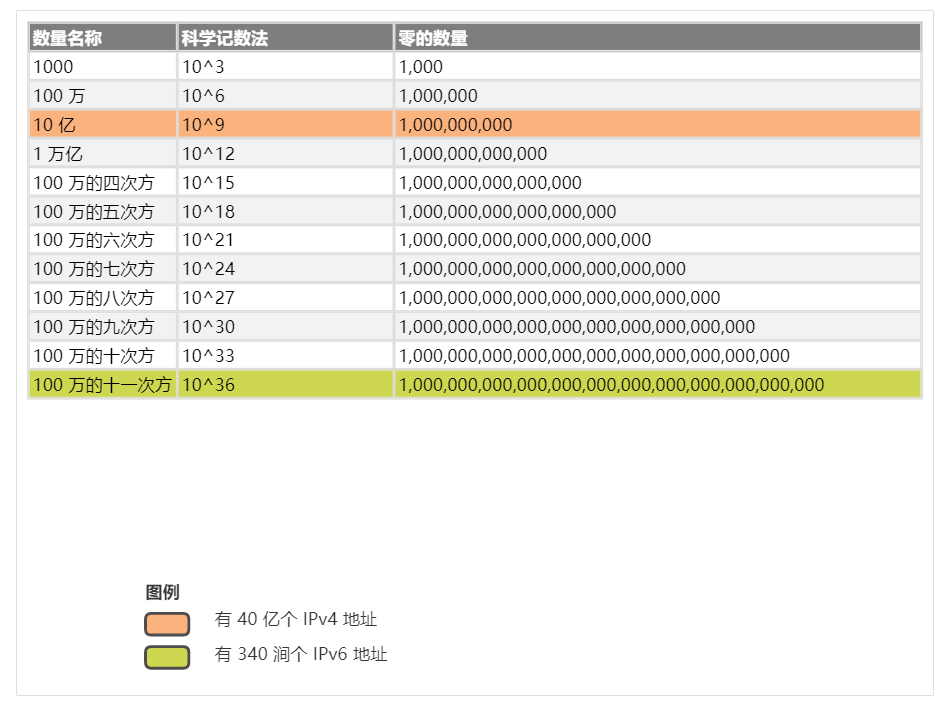 数量名称 科学记数法 零的数量
1000 10^3 1,000
100 万 10^6 1,000,000
10 亿 10^9 1,000,000,000
1 万亿 10^12 1,000,000,000,000
100 万的四次方 10^15 1,000,000,000,000,000
100 万的五次方 10^18 1,000,000,000,000,000,000
100 万的六次方 10^21 1,000,000,000,000,000,000,000
100 万的七次方 10^24 1,000,000,000,000,000,000,000,000
100 万的八次方 10^27 1,000,000,000,000,000,000,000,000,000
100 万的九次方 10^30 1,000,000,000,000,000,000,000,000,000,000
100 万的十次方 10^33 1,000,000,000,000,000,000,000,000,000,000,000
100 万的十一次方 10^36 1,000,000,000,000,000,000,000,000,000,000,000,000
图例
有 40 亿个 IPv4 地址
有 340 涧个 IPv6 地址